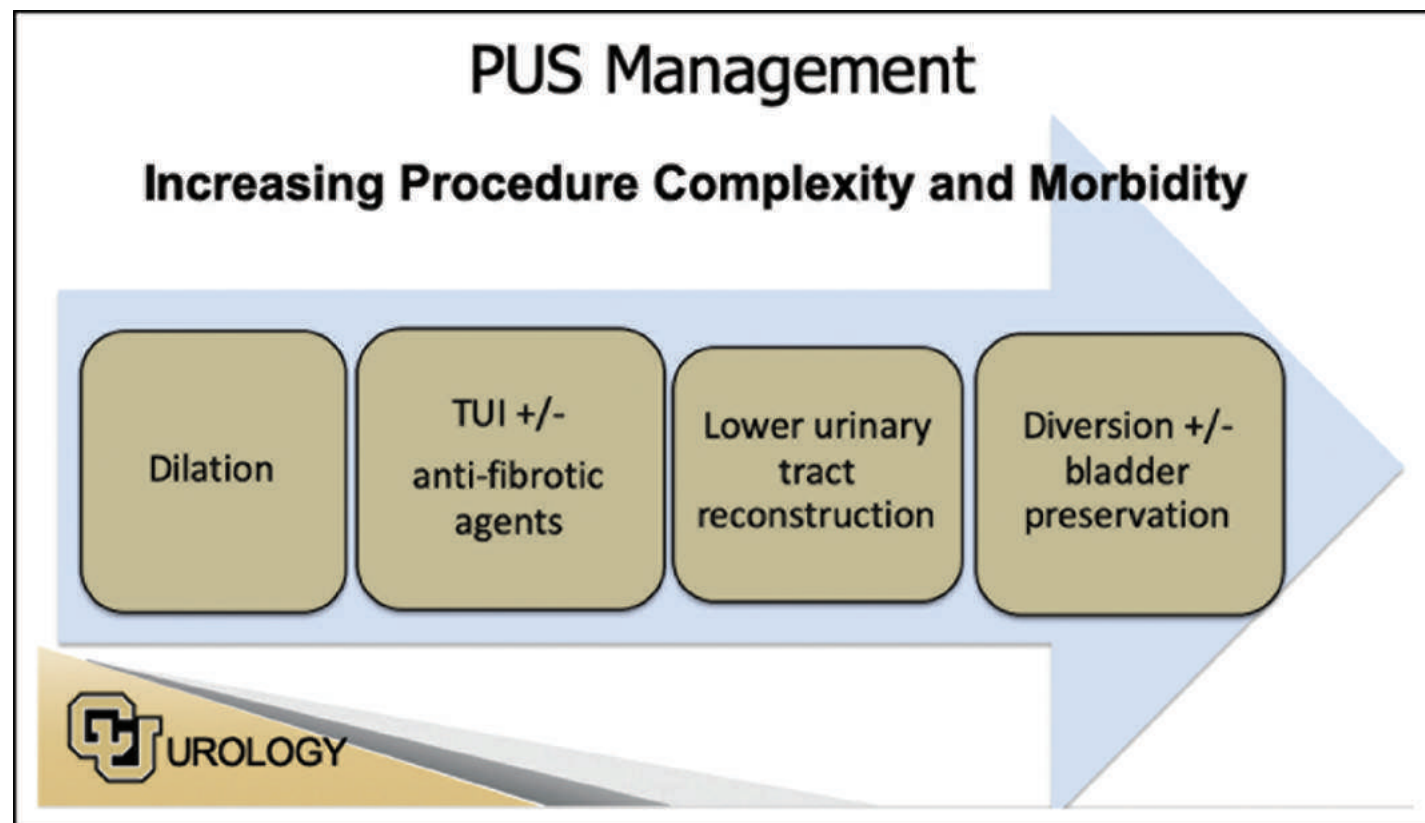 PUS Management
Increasing Procedure Complexity and Morbidity
Dilation
TUI +/-
anti-fibrotic
agents
Lower urinary
tract
reconstruction
Diversion +/-
bladder
preservation
CU UROLOGY